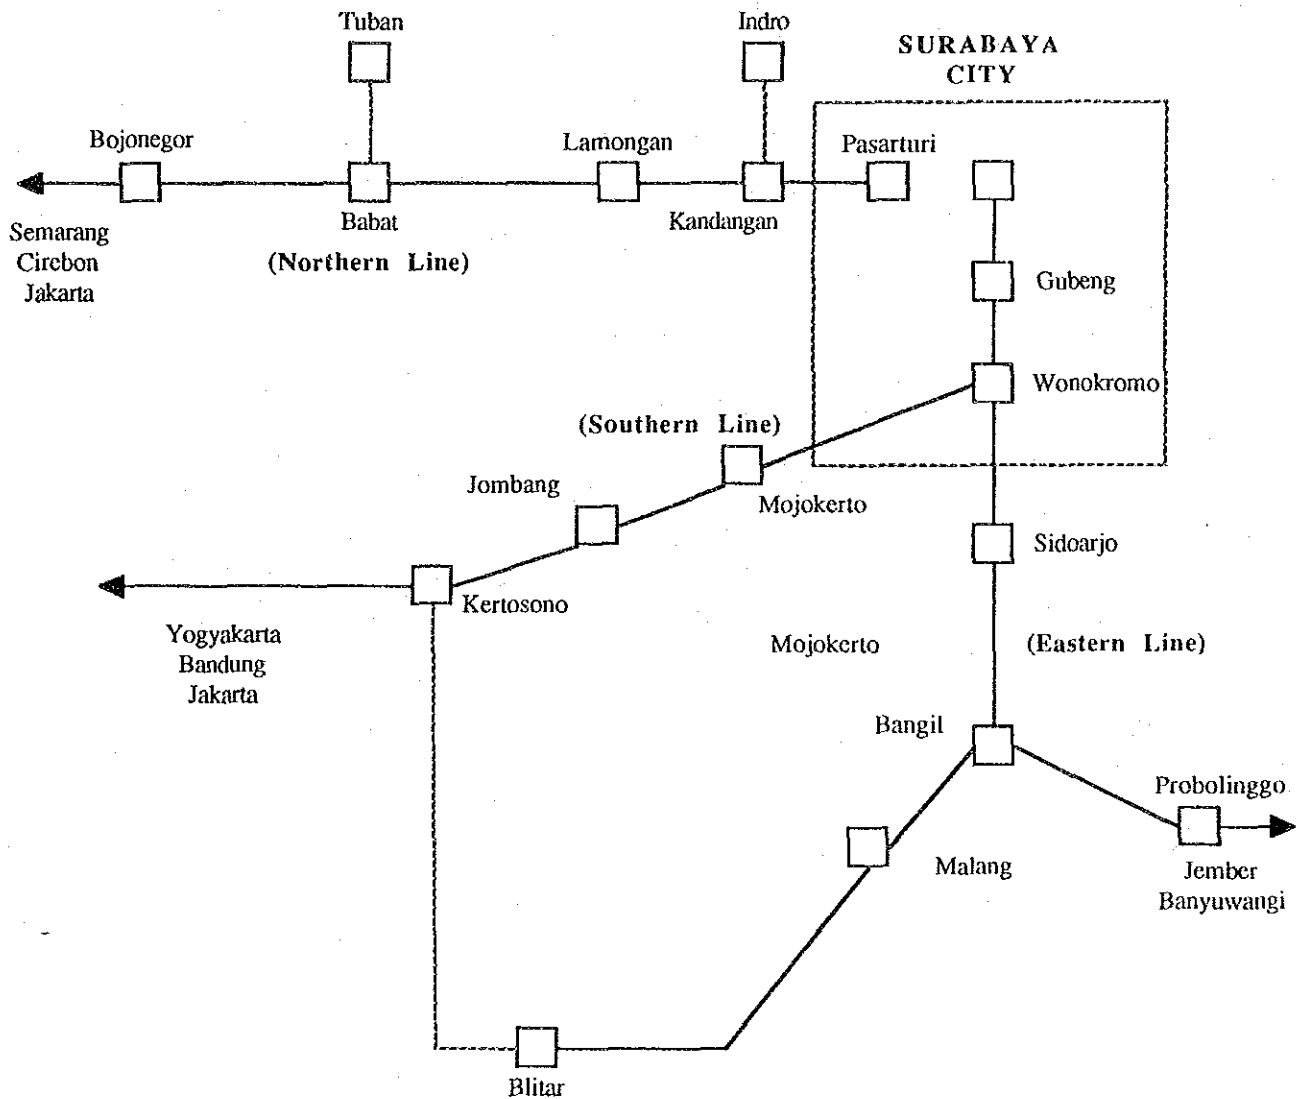 Tuban
Indro
SURABAYA
CITY
Bojonegor
Lamongan
Pasarturi
Babat
Kandangan
Semarang
Cirebon
Jakarta
(Northern Line)
Gubeng
Wonokromo
(Southern Line)
Jombang
Mojokerto
Sidoarjo
Kertosono
Yogyakarta
Bandung
Jakarta
Mojokerto
(Eastern Line)
Bangil
Probolinggo
Malang
Jember
Banyuwangi
Blitar